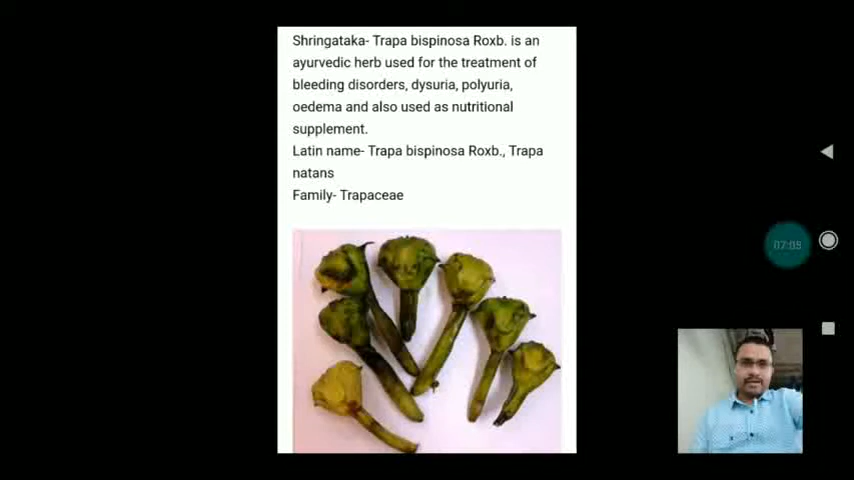 Shringataka- Trapa bispinosa Roxb. is an
ayurvedic herb used for the treatment of
bleeding disorders, dysuria, polyuria,
oedema and also used as nutritional
supplement.
Latin name- Trapa bispinosa Roxb., Trapa
natans
Family- Trapaceae
07:05